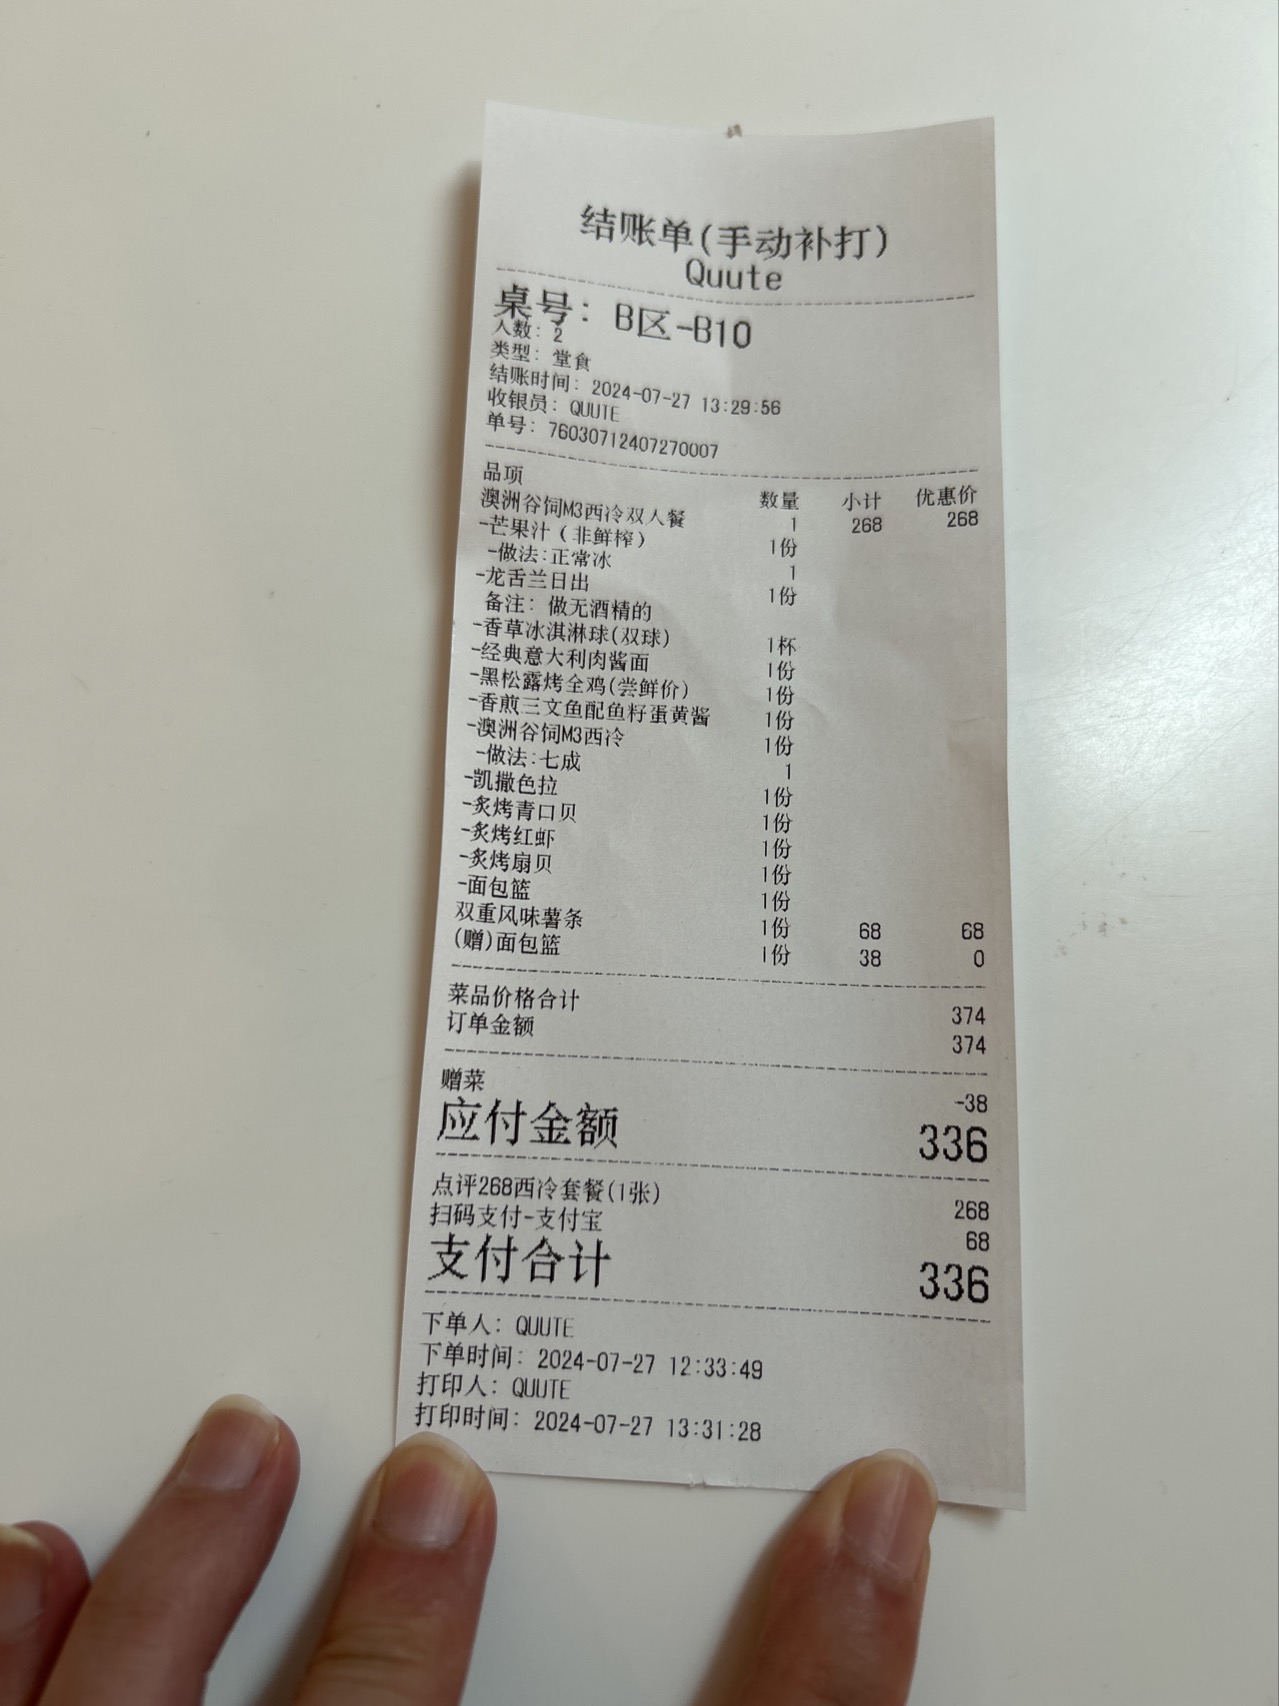 结账单(手动补打)
Quute
桌号: B区-B10
人数: 2
类型: 堂食
结账时间: 2024-07-27 13:29:56
收银员: QUUTE
单号: 76030712407270007
品项 数量 小计 优惠价
澳洲谷饲M3西冷双人餐 1 268 268
-芒果汁(非鲜榨) 1份
-做法:正常冰 1
-龙舌兰日出 1份
备注: 做无酒精的
-香草冰淇淋球(双球) 1杯
-经典意大利肉酱面 1份
-黑松露烤全鸡(尝鲜价) 1份
-香煎三文鱼配鱼籽蛋黄酱 1份
-澳洲谷饲M3西冷 1份
-做法:七成 1
-凯撒色拉 1份
-炙烤青口贝 1份
-炙烤红虾 1份
-炙烤扇贝 1份
-面包篮 1份
双重风味薯条 1份 68 68
(赠)面包篮 1份 38 0
菜品价格合计 374
订单金额 374
赠菜 -38
应付金额 336
点评268西冷套餐(1张) 268
扫码支付-支付宝 68
支付合计 336
下单人: QUUTE
下单时间: 2024-07-27 12:33:49
打印人: QUUTE
打印时间: 2024-07-27 13:31:28